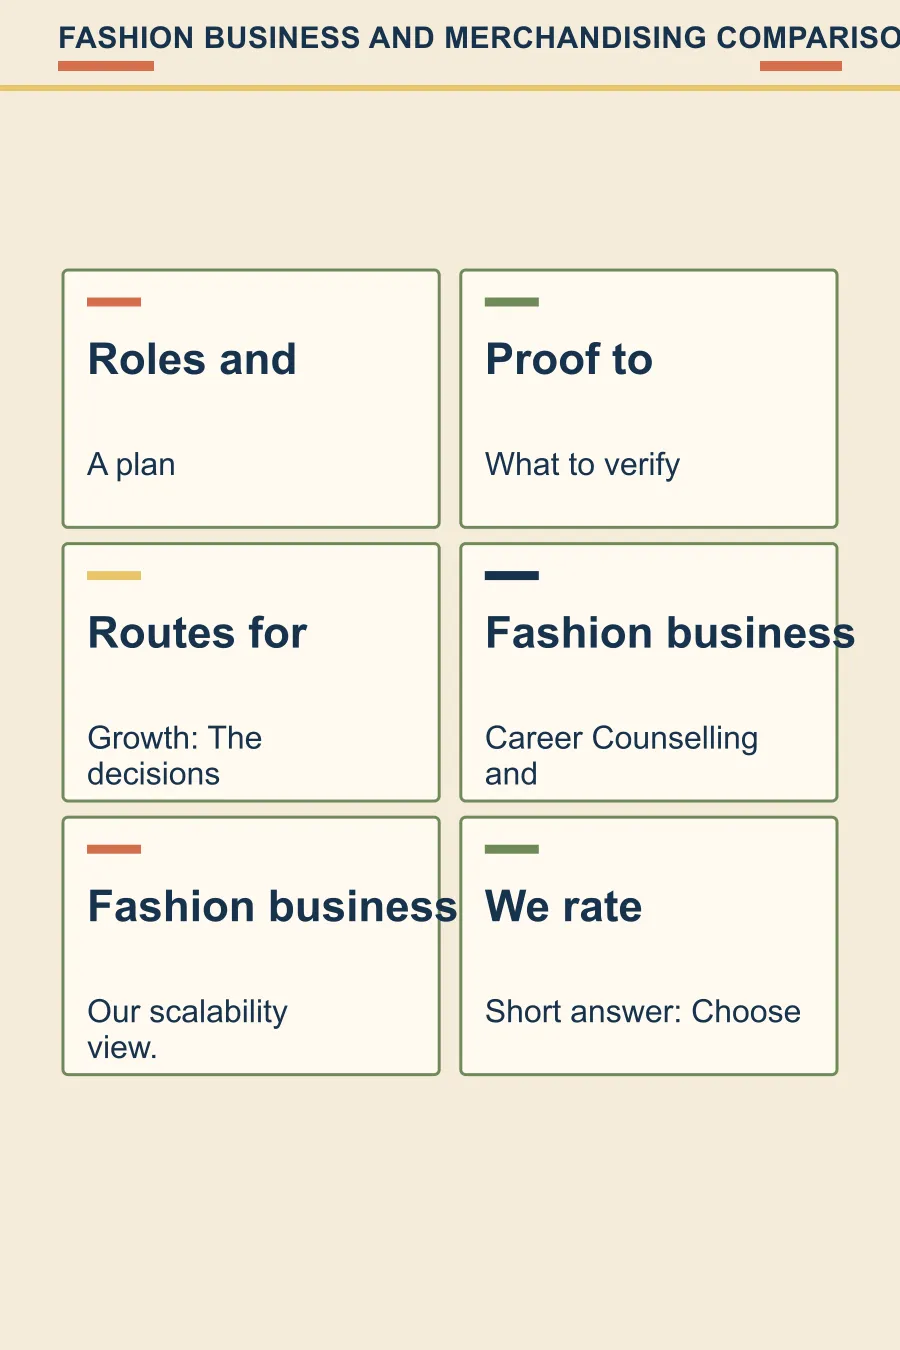 FASHION BUSINESS AND MERCHANDISING COMPARISO
Roles and
A plan
Proof to
What to verify
Routes for
Growth: The
decisions
Fashion business
Career Counselling
and
Fashion business
Our scalability
view.
We rate
Short answer: Choose